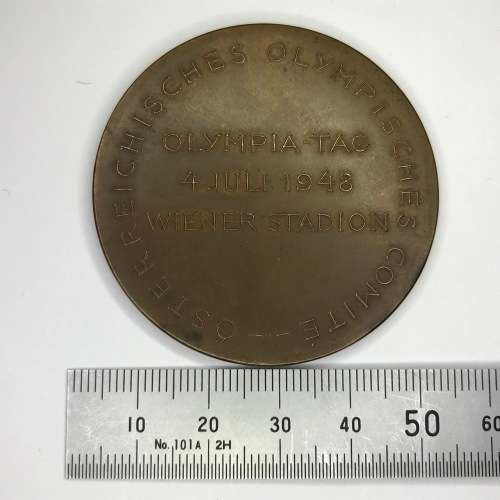 ÖSTERREICHISCHES OLYMPISCHES COMITÉ
OLYMPIA-TAG
4 JULI 1948
WIENER STADION
10 20 30 40 50 60
No. 101A 2H